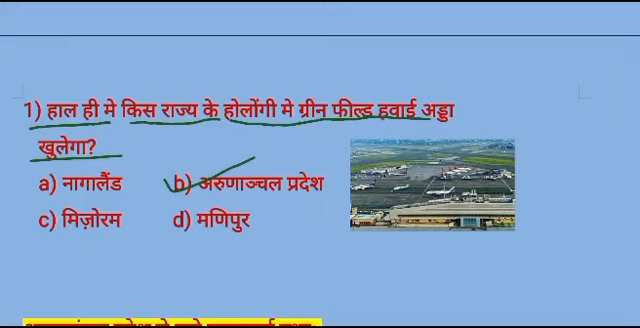 1) हाल ही मे किस राज्य के होलोंगी मे ग्रीन फील्ड हवाई अड्डा
खुलेगा?
a) नागालैंड b) अरुणाञ्चल प्रदेश
c) मिज़ोरम d) मणिपुर